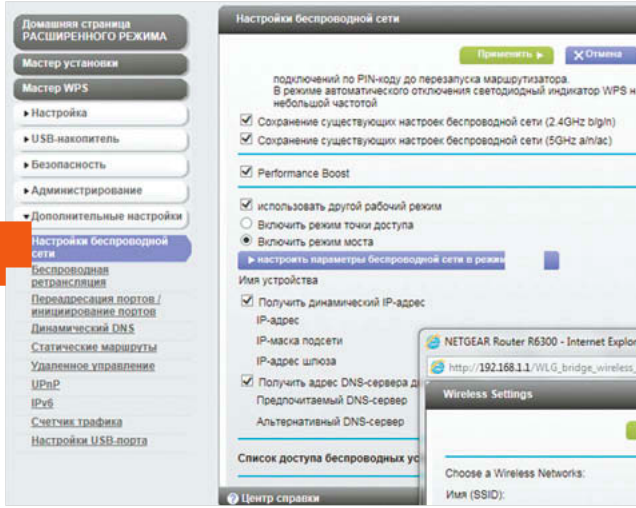 Домашняя страница
РАСШИРЕННОГО РЕЖИМА
Мастер установки
Мастер WPS
Настройка
USB-накопитель
Безопасность
Администрирование
Дополнительные настройки
Настройки беспроводной
сети
Беспроводная
ретрансляция
Переадресация портов /
инициирование портов
Динамический DNS
Статические маршруты
Удаленное управление
UPnP
IPv6
Счетчик трафика
Настройки USB-порта
Настройки беспроводной сети
Применить
Отмена
подключений по PIN-коду до перезапуска маршрутизатора.
В режиме автоматического отключения светодиодный индикатор WPS н
небольшой частотой
Сохранение существующих настроек беспроводной сети (2.4GHz b/g/n)
Сохранение существующих настроек беспроводной сети (5GHz a/n/ac)
Performance Boost
использовать другой рабочий режим
Включить режим точки доступа
Включить режим моста
настроить параметры беспроводной сети в режим
Имя устройства
Получить динамический IP-адрес
IP-адрес
IP-маска подсети
IP-адрес шлюза
Получить адрес DNS-сервера д
Предпочитаемый DNS-сервер
Альтернативный DNS-сервер
Список доступа беспроводных ус
Центр справки
NETGEAR Router R6300 - Internet Explor
http://192.168.1.1/WLG_bridge_wireless_
Wireless Settings
Choose a Wireless Networks:
Имя (SSID):